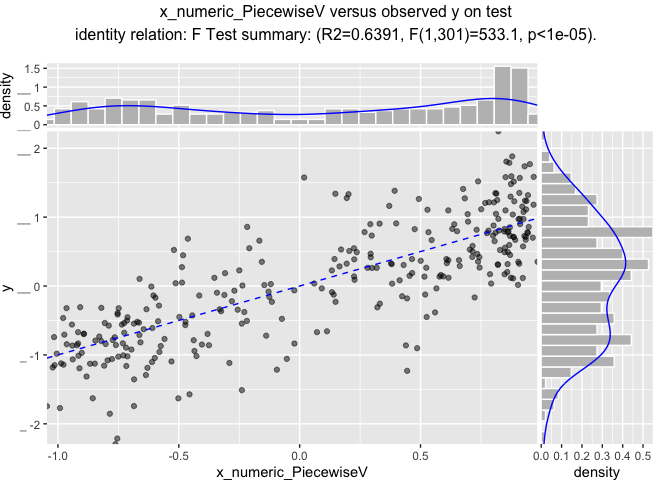 x_numeric_PiecewiseV versus observed y on test
identity relation: F Test summary: (R2=0.6391, F(1,301)=533.1, p<1e-05).
density
1.5
1.0
0.5
0
2
1
0
-1
-2
y
-1.0 -0.5 0.0 0.5
x_numeric_PiecewiseV
0.0 0.1 0.2 0.3 0.4 0.5
density